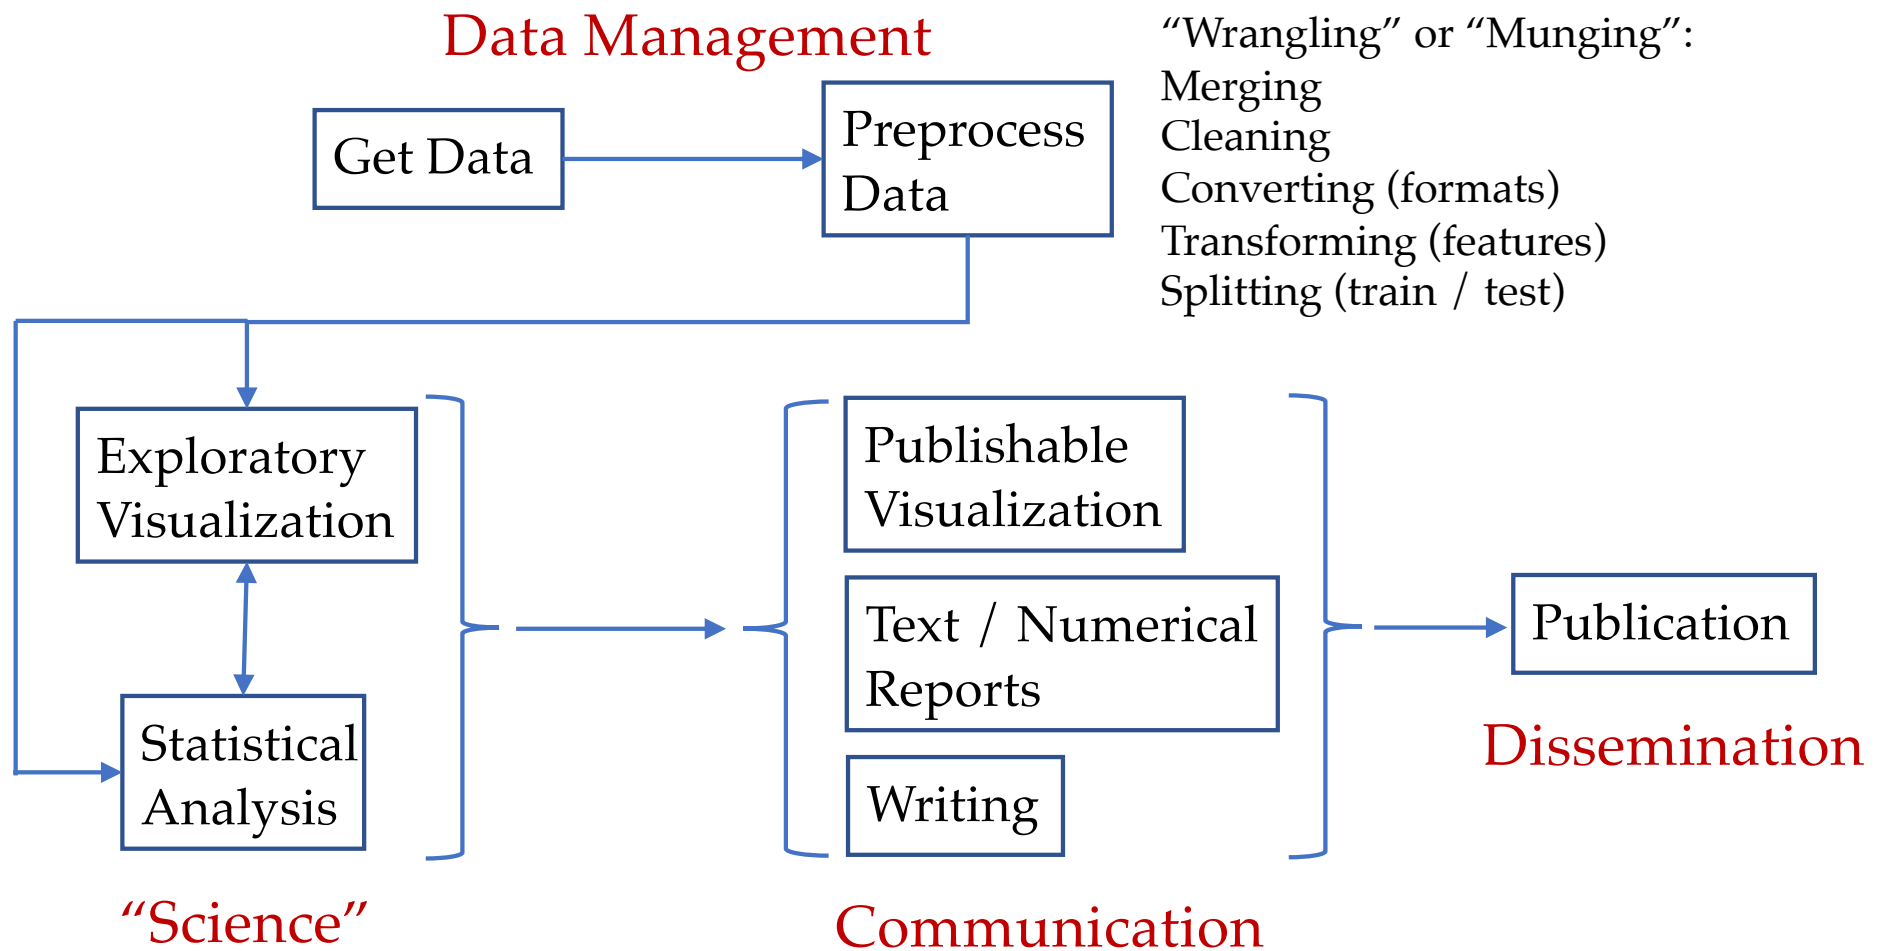 Data Management
“Wrangling” or “Munging”:
Merging
Cleaning
Converting (formats)
Transforming (features)
Splitting (train / test)
Get Data
Preprocess
Data
Exploratory
Visualization
Statistical
Analysis
“Science”
Publishable
Visualization
Text / Numerical
Reports
Writing
Communication
Publication
Dissemination